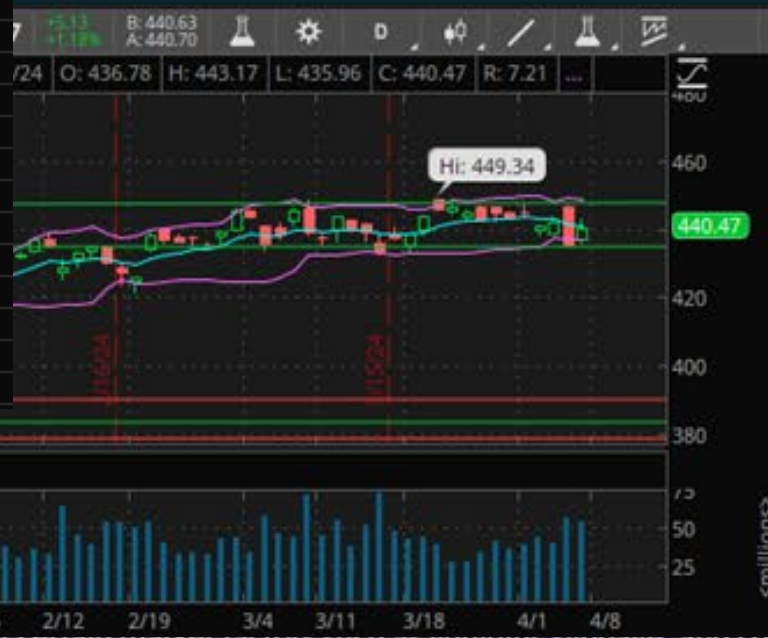 +5.13 B: 440.63
+1.18% A: 440.70
D
/24 O: 436.78 H: 443.17 L: 435.96 C: 440.47 R: 7.21 ...
Hi: 449.34
460
440.47
420
400
380
75
50
25
<millions>
2/12 2/19 3/4 3/11 3/18 4/1 4/8